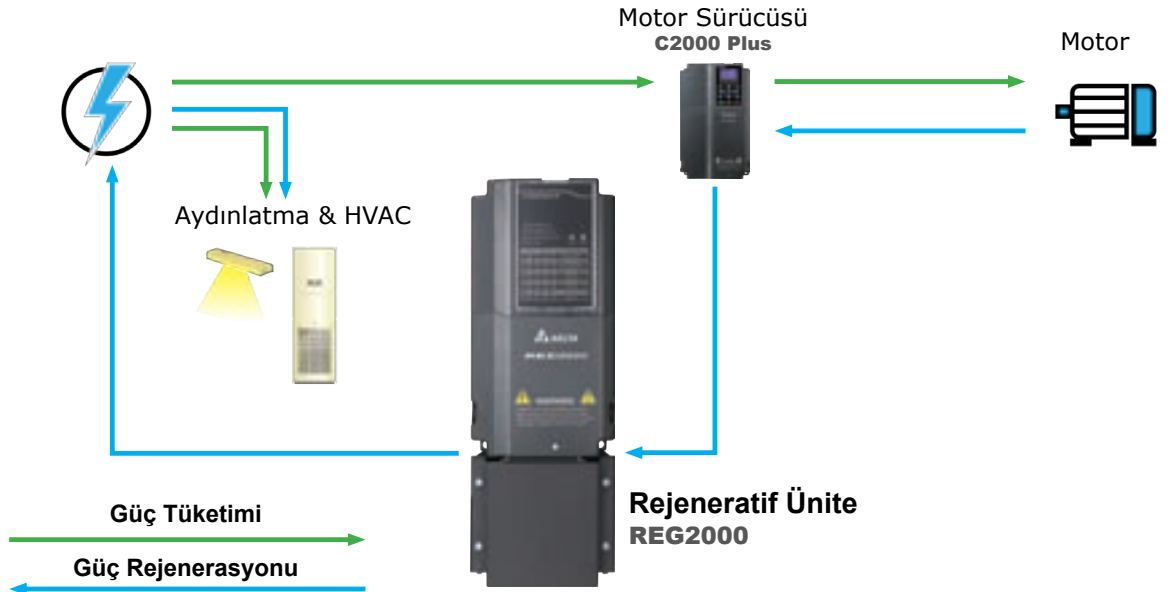 Motor Sürücüsü
C2000 Plus
Motor
Aydınlatma & HVAC
Rejeneratif Ünite
REG2000
Güç Tüketimi
Güç Rejenerasyonu